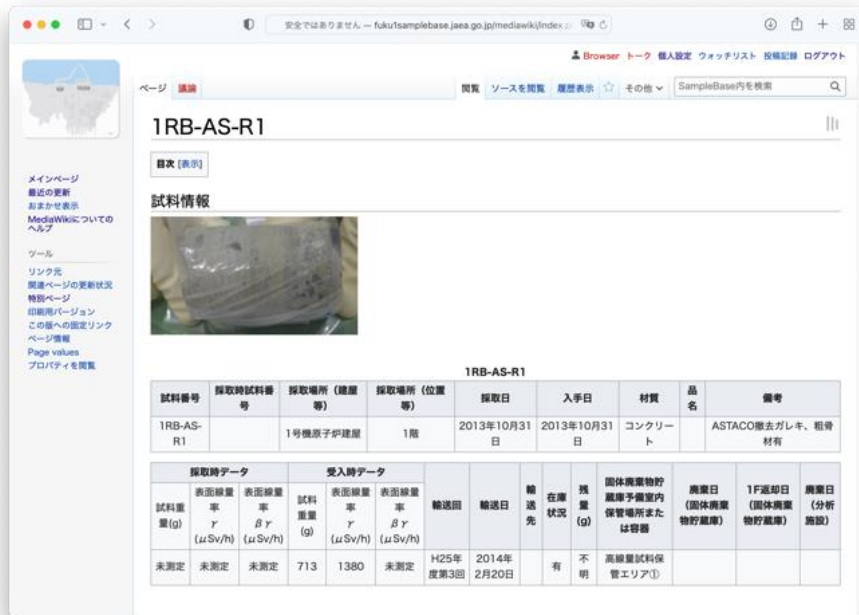 安全ではありません — fuku1samplebase.jaea.go.jp/mediawiki/index.
Browser トーク 個人設定 ウォッチリスト 投稿記録 ログアウト
ページ 議論 閲覧 ソースを閲覧 履歴表示 その他 SampleBase内を検索
1RB-AS-R1
目次 [表示]
メインページ
最近の更新
おまかせ表示
MediaWikiについての
ヘルプ
ツール
リンク元
関連ページの更新状況
特別ページ
印刷用バージョン
この版への固定リンク
ページ情報
Page values
プロパティを閲覧
試料情報
1RB-AS-R1
試料番号 採取時試料番号 採取場所(建屋等) 採取場所(位置等) 採取日 入手日 材質 品名 備考
1RB-AS-R1 1号機原子炉建屋 1階 2013年10月31日 2013年10月31日 コンクリート ASTACO撤去ガレキ、粗骨材有
採取時データ 受入時データ 輸送回 輸送日 輸送先 在庫状況 残量(g) 固体廃棄物貯蔵庫予備室内保管場所または容器 廃棄日(固体廃棄物貯蔵庫) 1F返却日(固体廃棄物貯蔵庫) 廃棄日(分析施設)
試料重量(g) 表面線量率γ(μSv/h) 表面線量率βγ(μSv/h) 試料重量(g) 表面線量率γ(μSv/h) 表面線量率βγ(μSv/h)
未測定 未測定 未測定 713 1380 未測定 H25年度第3回 2014年2月20日 有 不明 高線量試料保管エリア①